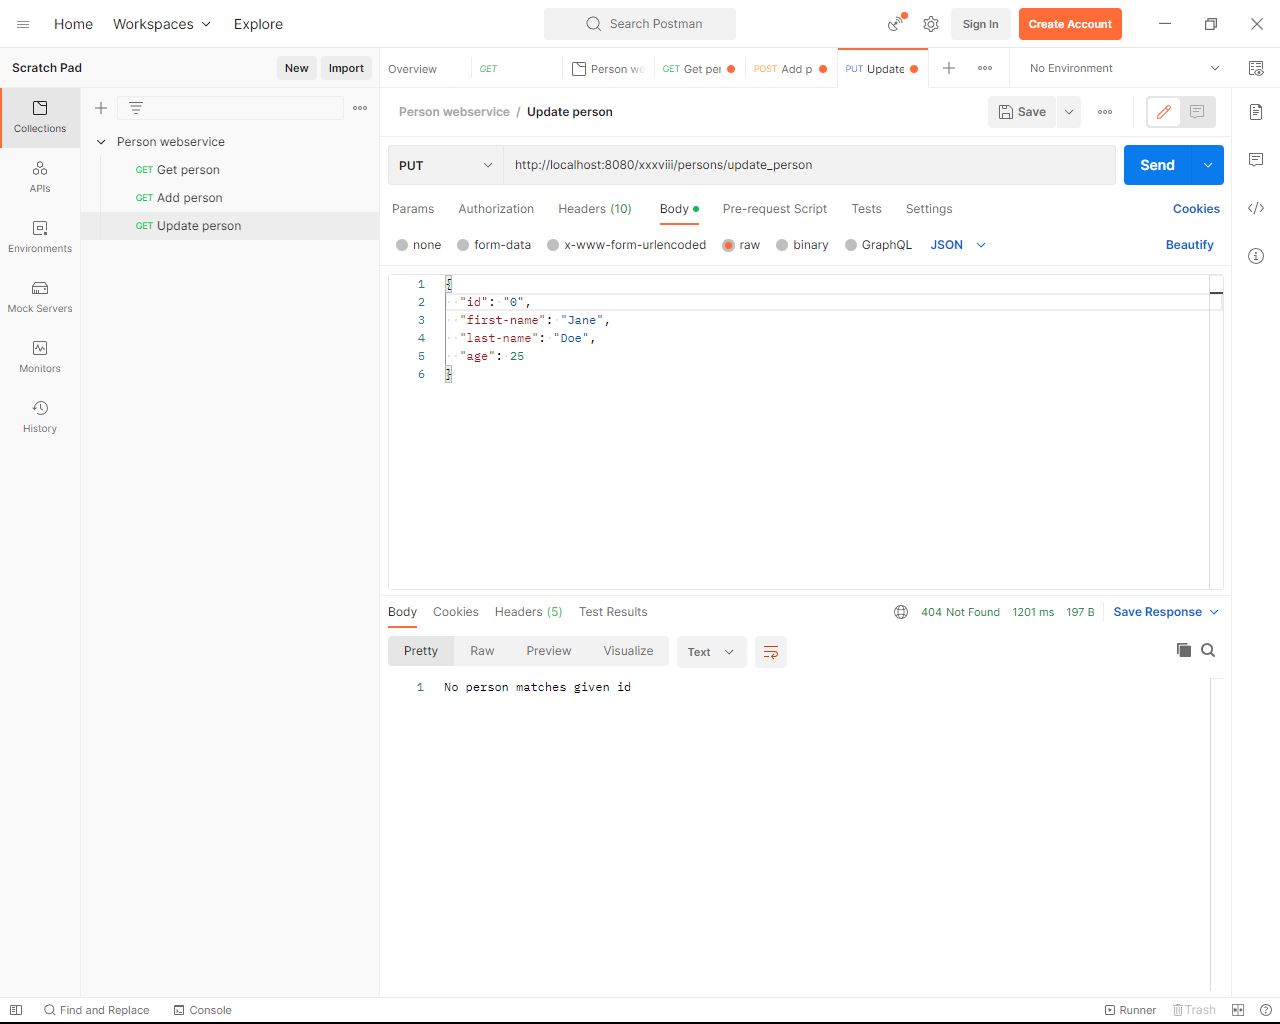 Home Workspaces Explore Search Postman Sign In Create Account
Scratch Pad New Import Overview GET Person we GET Get per POST Add p PUT Update No Environment
Collections
Person webservice / Update person Save
Person webservice
APIs
GET Get person
PUT http://localhost:8080/xxxviii/persons/update_person Send
GET Add person
GET Update person
Params Authorization Headers (10) Body Pre-request Script Tests Settings Cookies
Environments
none form-data x-www-form-urlencoded raw binary GraphQL JSON Beautify
Mock Servers
Monitors
History
1 {
2 "id": "0",
3 "first-name": "Jane",
4 "last-name": "Doe",
5 "age": 25
6 }
Body Cookies Headers (5) Test Results 404 Not Found 1201 ms 197 B Save Response
Pretty Raw Preview Visualize Text
1 No person matches given id
Find and Replace Console Runner Trash